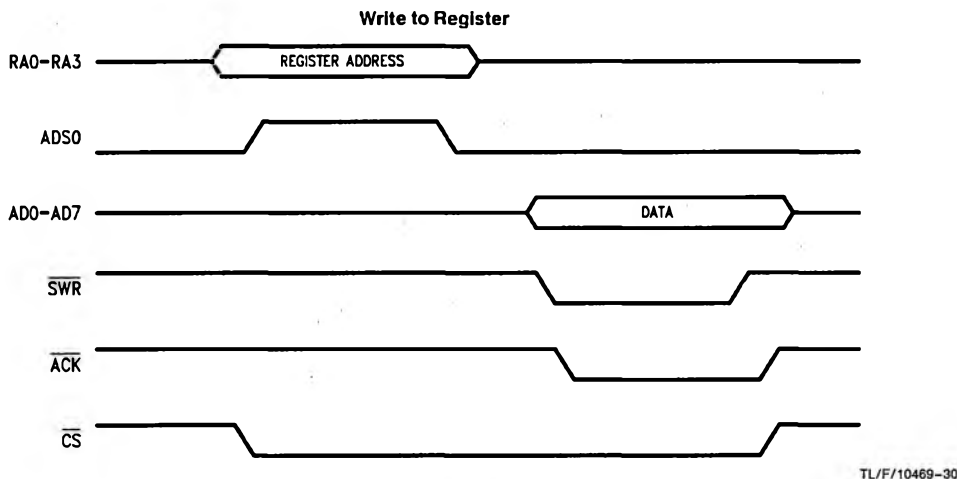 Write to Register
RA0-RA3
REGISTER ADDRESS
ADS0
AD0-AD7
DATA
SWR
ACK
CS
TL/F/10469-30